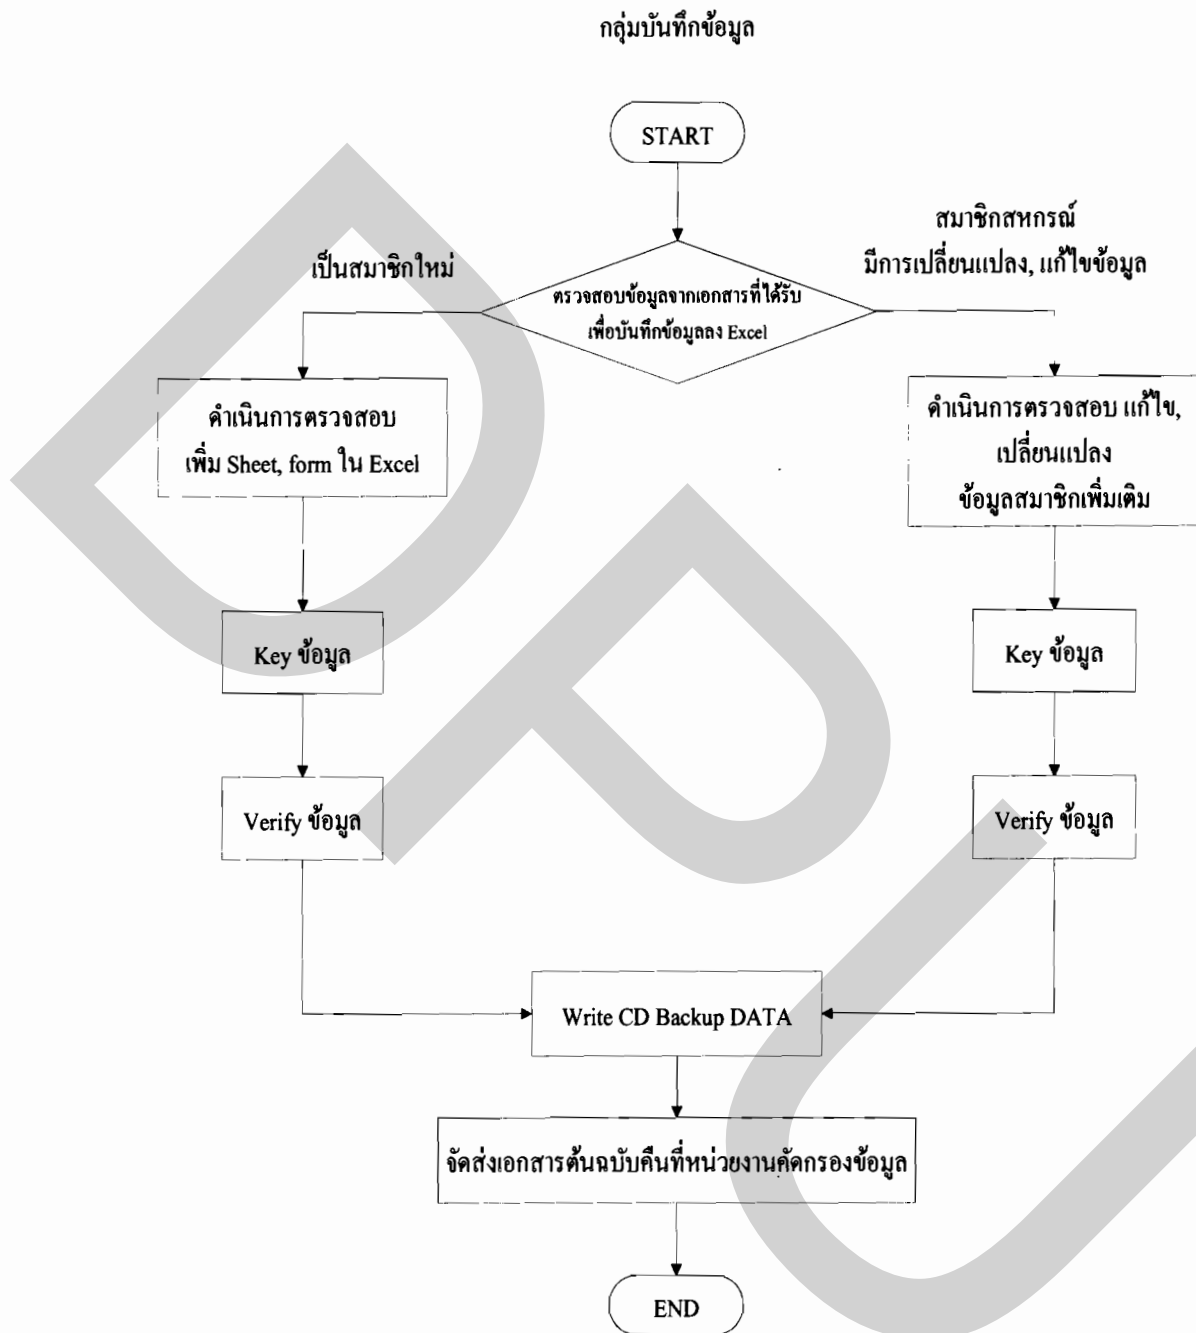 กลุ่มบันทึกข้อมูล
START
สมาชิกสหกรณ์
มีการเปลี่ยนแปลง, แก้ไขข้อมูล
เป็นสมาชิกใหม่
ตรวจสอบข้อมูลจากเอกสารที่ได้รับ
เพื่อบันทึกข้อมูลลง Excel
ดำเนินการตรวจสอบ
เพิ่ม Sheet, form ใน Excel
ดำเนินการตรวจสอบ แก้ไข,
เปลี่ยนแปลง
ข้อมูลสมาชิกเพิ่มเติม
Key ข้อมูล
Key ข้อมูล
Verify ข้อมูล
Verify ข้อมูล
Write CD Backup DATA
จัดส่งเอกสารต้นฉบับคืนที่หน่วยงานคัดกรองข้อมูล
END
DPU